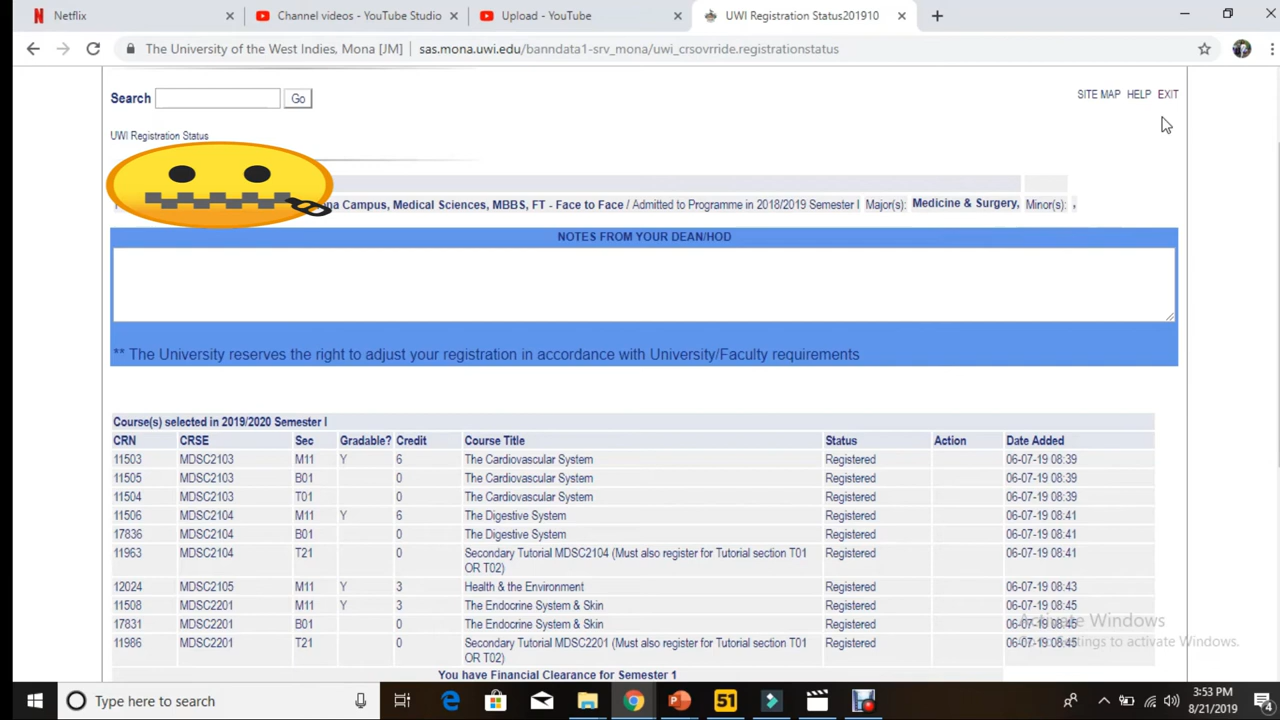 Netflix × Channel videos - YouTube Studio × Upload - YouTube × UWI Registration Status201910 × +
The University of the West Indies, Mona [JM] sas.mona.uwi.edu/banndata1-srv_mona/uwi_crsovrride.registrationstatus
Search Go SITE MAP HELP EXIT
UWI Registration Status
Campus, Medical Sciences, MBBS, FT - Face to Face / Admitted to Programme in 2018/2019 Semester I Major(s): Medicine & Surgery, Minor(s): ,
NOTES FROM YOUR DEAN/HOD
** The University reserves the right to adjust your registration in accordance with University/Faculty requirements
Course(s) selected in 2019/2020 Semester I
CRN CRSE Sec Gradable? Credit Course Title Status Action Date Added
11503 MDSC2103 M11 Y 6 The Cardiovascular System Registered 06-07-19 08:39
11505 MDSC2103 B01 0 The Cardiovascular System Registered 06-07-19 08:39
11504 MDSC2103 T01 0 The Cardiovascular System Registered 06-07-19 08:39
11506 MDSC2104 M11 Y 6 The Digestive System Registered 06-07-19 08:41
17836 MDSC2104 B01 0 The Digestive System Registered 06-07-19 08:41
11963 MDSC2104 T21 0 Secondary Tutorial MDSC2104 (Must also register for Tutorial section T01 Registered 06-07-19 08:41
OR T02)
12024 MDSC2105 M11 Y 3 Health & the Environment Registered 06-07-19 08:43
11508 MDSC2201 M11 Y 3 The Endocrine System & Skin Registered 06-07-19 08:45
17831 MDSC2201 B01 0 The Endocrine System & Skin Registered 06-07-19 08:45
11986 MDSC2201 T21 0 Secondary Tutorial MDSC2201 (Must also register for Tutorial section T01 Registered 06-07-19 08:45
OR T02)
Activate Windows
to activate Windows.
You have Financial Clearance for Semester 1
Type here to search 51 3:53 PM
8/21/2019 4